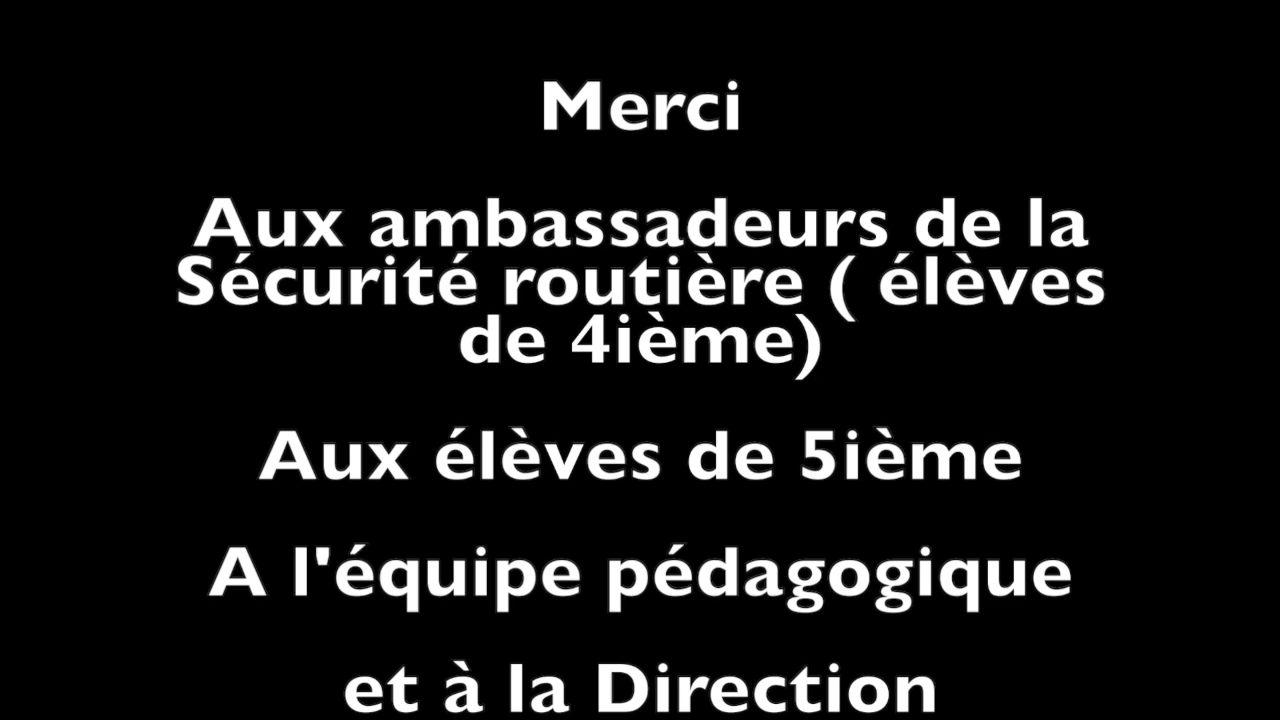 Merci
Aux ambassadeurs de la
Sécurité routière ( élèves
de 4ième)
Aux élèves de 5ième
A l'équipe pédagogique
et à la Direction